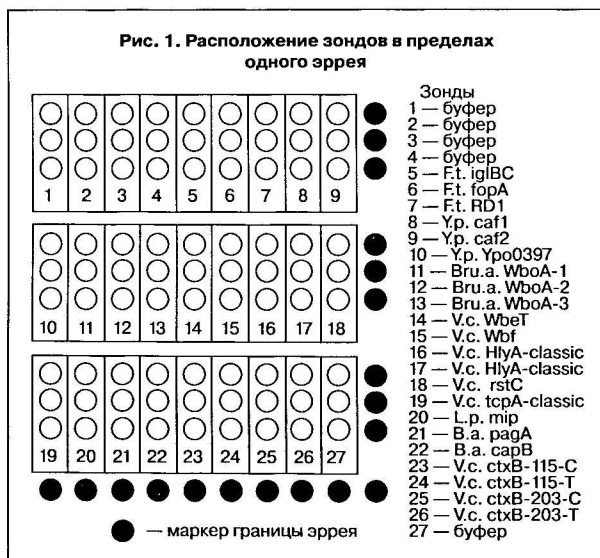 Рис. 1. Расположение зондов в пределах
одного эррея
1 2 3 4 5 6 7 8 9
10 11 12 13 14 15 16 17 18
19 20 21 22 23 24 25 26 27
— маркер границы эррея
Зонды
1 — буфер
2 — буфер
3 — буфер
4 — буфер
5 — F.t. iglBC
6 — F.t. fopA
7 — F.t. RD1
8 — Y.p. caf1
9 — Y.p. caf2
10 — Y.p. Ypo0397
11 — Bru.a. WboA-1
12 — Bru.a. WboA-2
13 — Bru.a. WboA-3
14 — V.c. WbeT
15 — V.c. Wbf
16 — V.c. HlyA-classic
17 — V.c. HlyA-classic
18 — V.c. rstC
19 — V.c. tcpA-classic
20 — L.p. mip
21 — B.a. pagA
22 — B.a. capB
23 — V.c. ctxB-115-C
24 — V.c. ctxB-115-T
25 — V.c. ctxB-203-C
26 — V.c. ctxB-203-T
27 — буфер